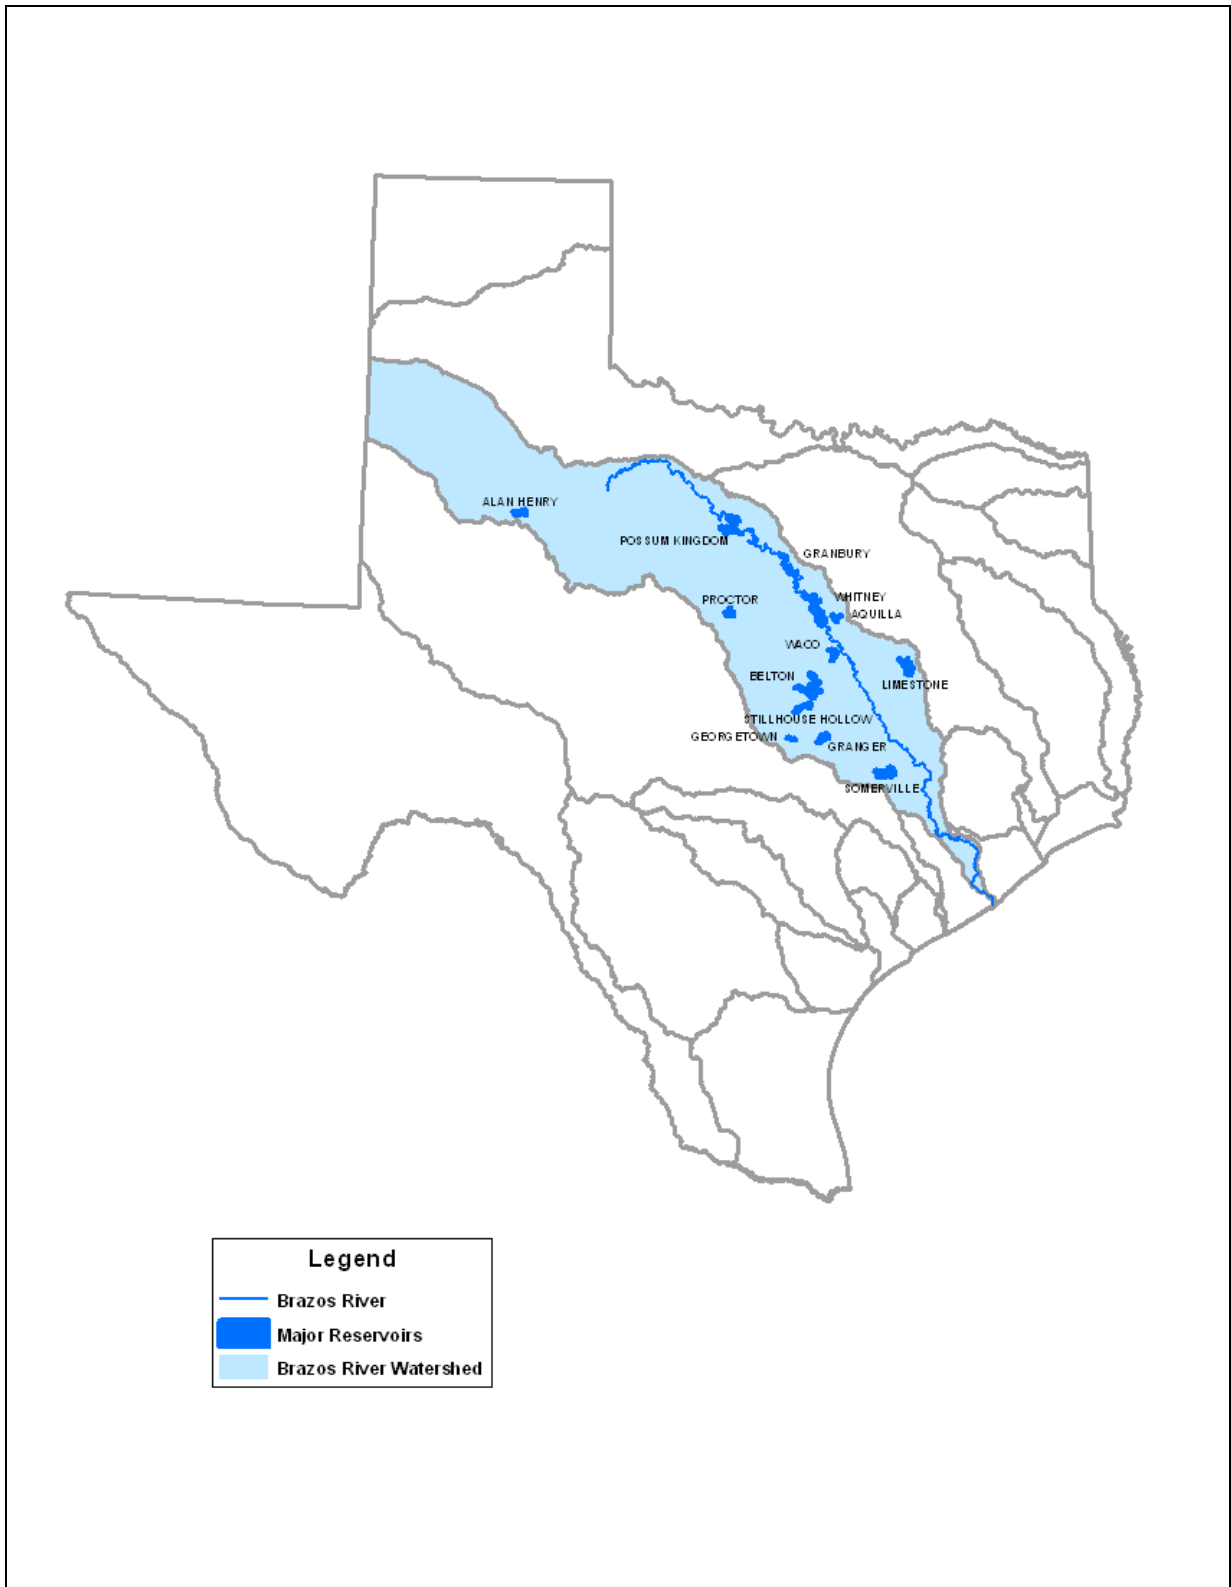 ALAN HENRY
POSSUM KINGDOM
GRANBURY
PROCTOR
WHITNEY
AQUILLA
WACO
BELTON
LIMESTONE
STILLHOUSE HOLLOW
GEORGETOWN
GRANGER
SOMERVILLE
Legend
Brazos River
Major Reservoirs
Brazos River Watershed